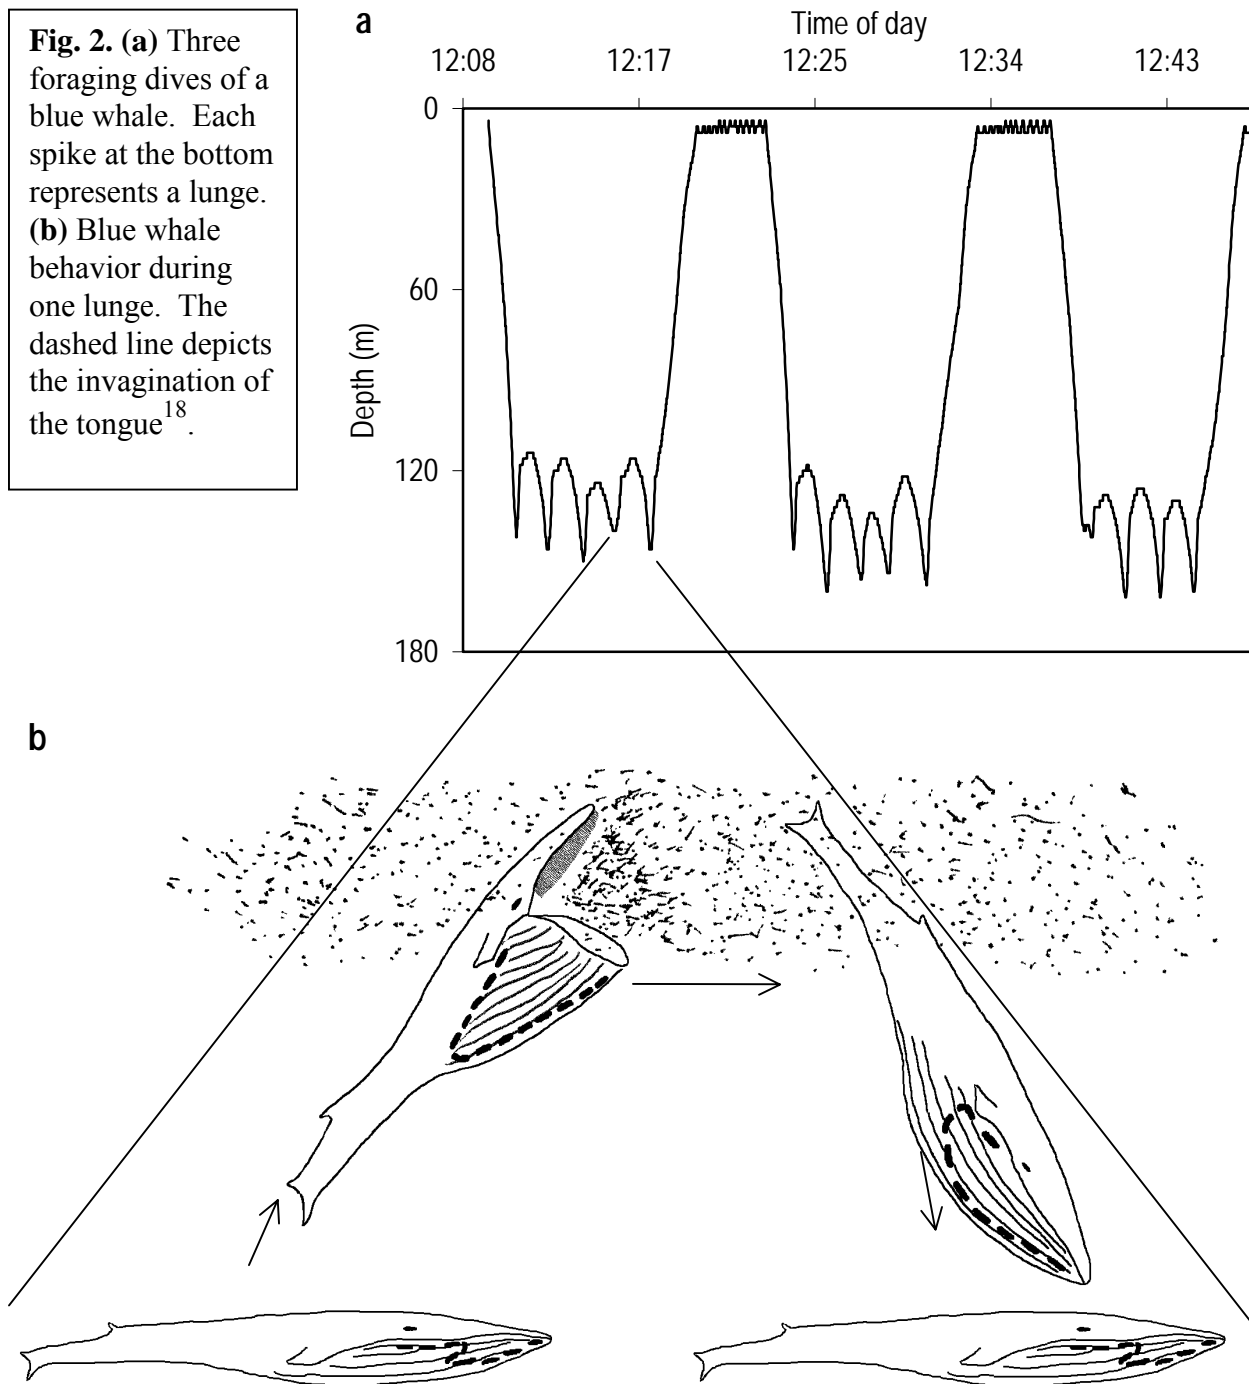 Fig. 2. (a) Three
foraging dives of a
blue whale. Each
spike at the bottom
represents a lunge.
(b) Blue whale
behavior during
one lunge. The
dashed line depicts
the invagination of
the tongue18.
a
Time of day
12:08 12:17 12:25 12:34 12:43
0
60
Depth (m)
120
180
b